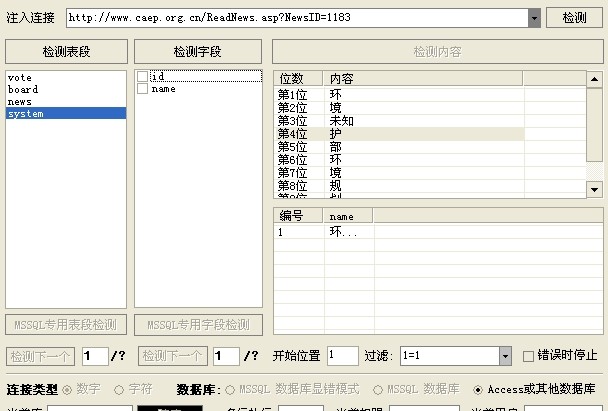 注入连接 http://www.caep.org.cn/ReadNews.asp?NewsID=1183 检测
检测表段 检测字段 检测内容
vote
board
news
system
id
name
位数 内容
第1位 环
第2位 境
第3位 未知
第4位 护
第5位 部
第6位 环
第7位 境
第8位 规
编号 name
1 环...
MSSQL专用表段检测 MSSQL专用字段检测
检测下一个 1 /? 检测下一个 1 /? 开始位置 1 过滤: 1=1 错误时停止
连接类型 数字 字符 数据库: MSSQL 数据库显错模式 MSSQL 数据库 Access或其他数据库